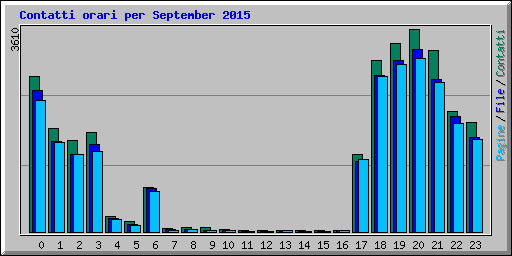 Contatti orari per September 2015
3610
0 1 2 3 4 5 6 7 8 9 10 11 12 13 14 15 16 17 18 19 20 21 22 23
Pagine/File/Contatti